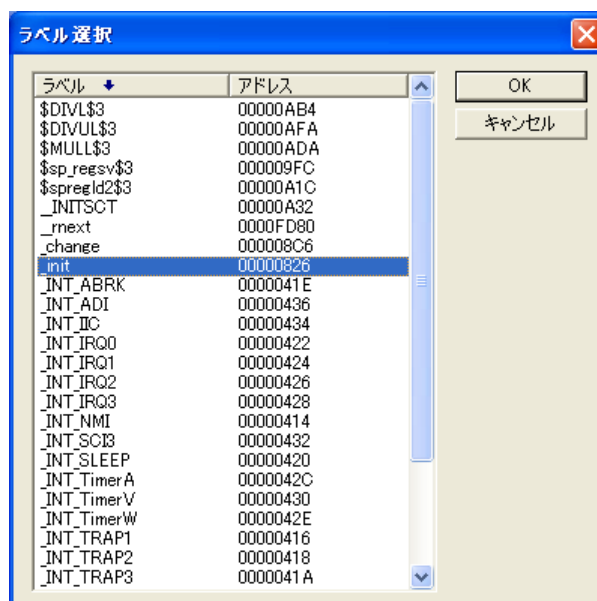 ラベル選択
ラベル アドレス OK
$DIVL$3 00000AB4
$DIVUL$3 00000AFA キャンセル
$MULL$3 00000ADA
$sp_regsv$3 000009FC
$spregld2$3 00000A1C
__INITSCT 00000A32
__rnext 0000FD80
_change 000008C6
_init 00000826
_INT_ABRK 0000041E
_INT_ADI 00000436
_INT_IIC 00000434
_INT_IRQ0 00000422
_INT_IRQ1 00000424
_INT_IRQ2 00000426
_INT_IRQ3 00000428
_INT_NMI 00000414
_INT_SCI3 00000432
_INT_SLEEP 00000420
_INT_TimerA 0000042C
_INT_TimerV 00000430
_INT_TimerW 0000042E
_INT_TRAP1 00000416
_INT_TRAP2 00000418
_INT_TRAP3 0000041A